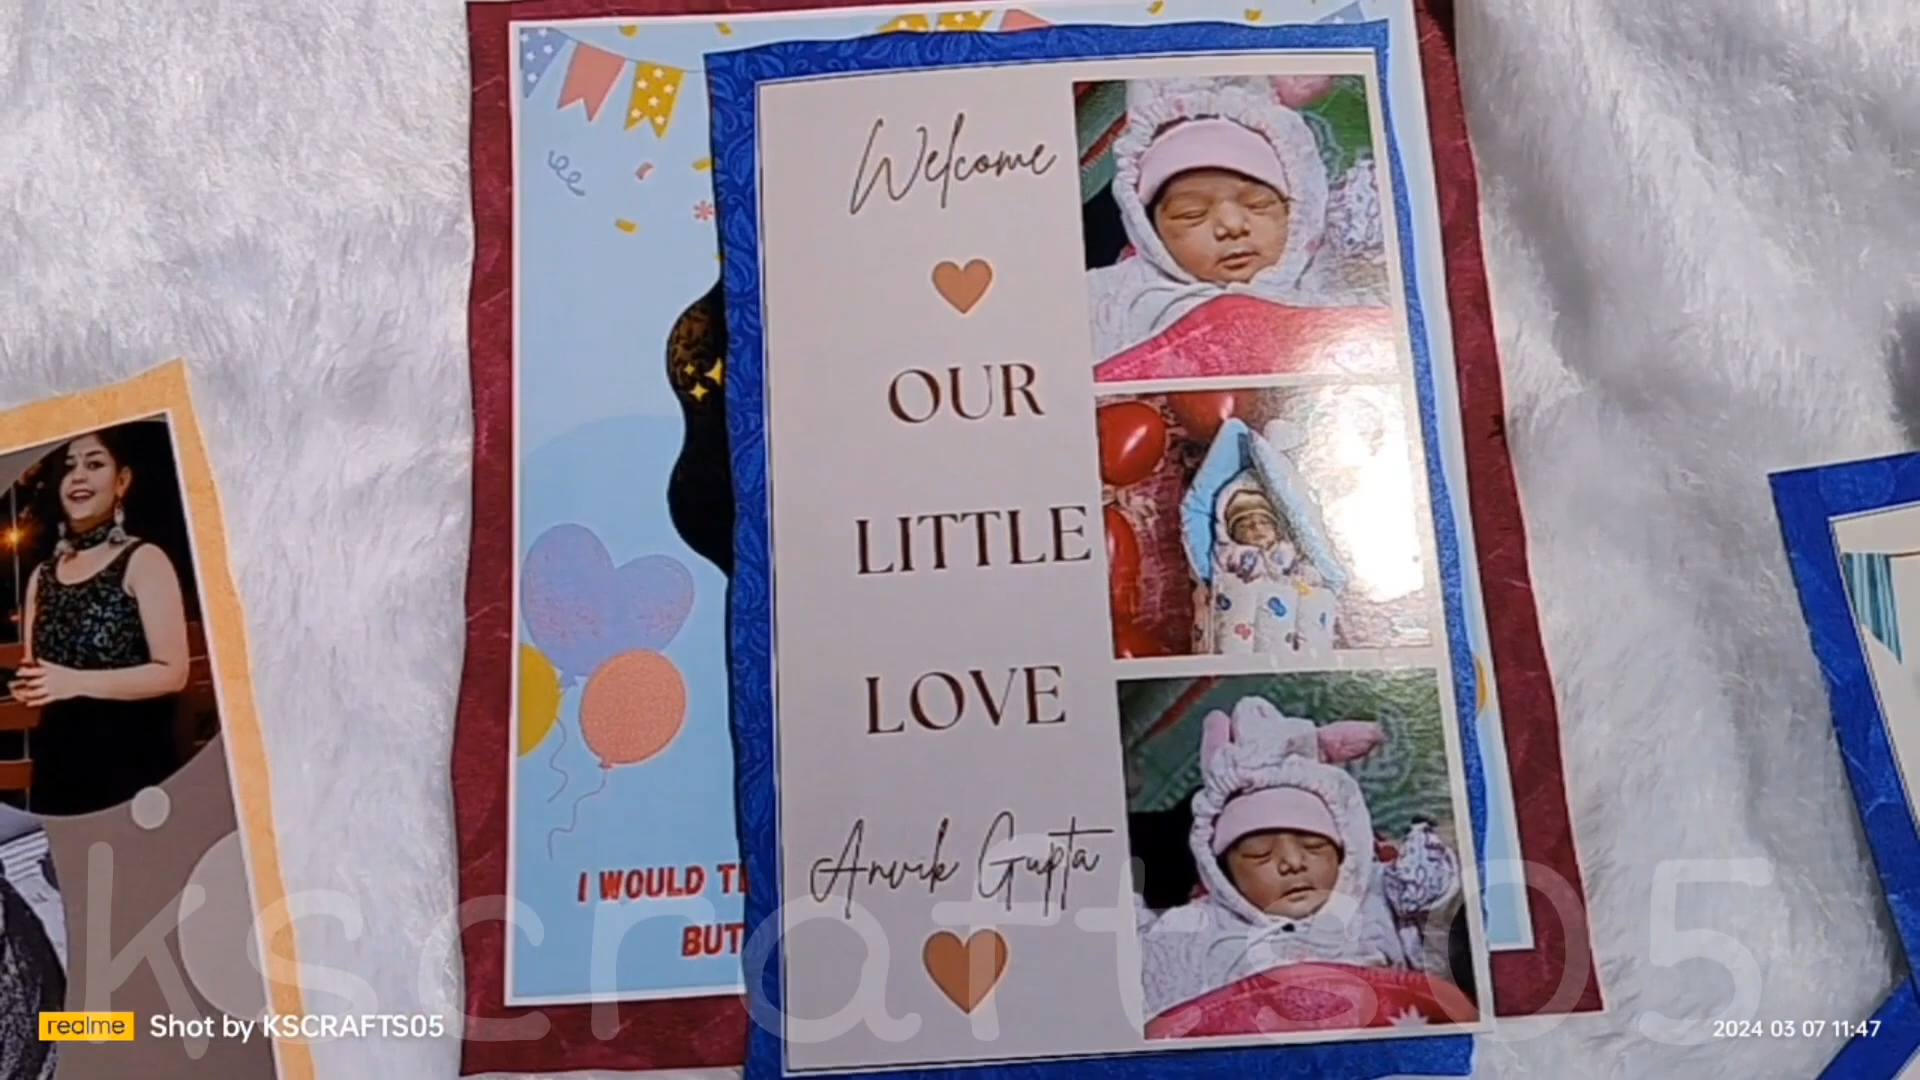 Welcome
OUR
LITTLE
LOVE
Anvik Gupta
I WOULD
BUT
kscrafts05
realme Shot by KSCRAFTS05
2024 03 07 11:47